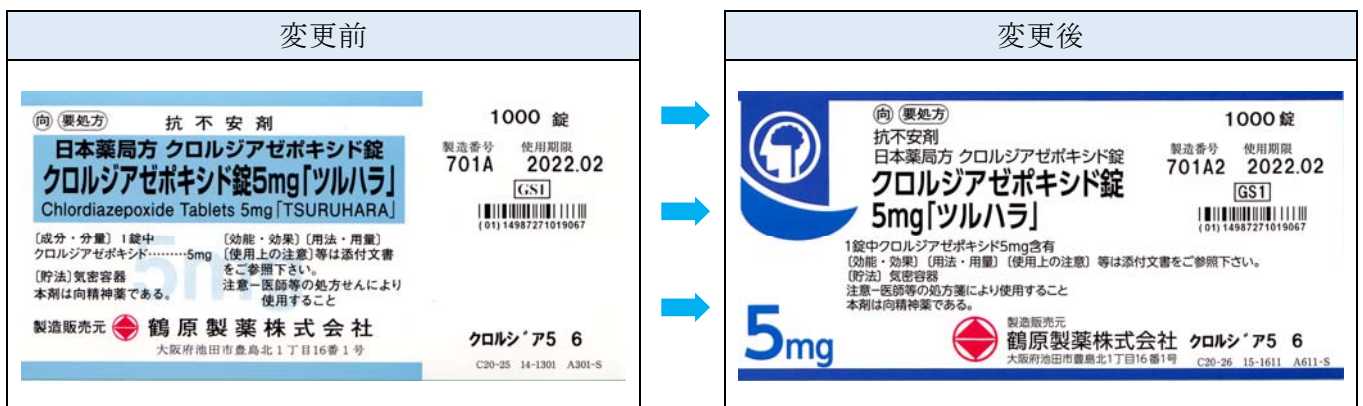 変更前
向 要処方 抗不安剤
日本薬局方 クロルジアゼポキシド錠
クロルジアゼポキシド錠5mg「ツルハラ」
Chlordiazepoxide Tablets 5mg「TSURUHARA」
〔成分・分量〕1錠中
クロルジアゼポキシド………5mg
〔貯法〕気密容器
本剤は向精神薬である。
〔効能・効果〕〔用法・用量〕
〔使用上の注意〕等は添付文書
をご参照下さい。
注意－医師等の処方せんにより
使用すること
5mg
製造販売元 鶴原製薬株式会社
大阪府池田市豊島北1丁目16番1号
1000 錠
製造番号 使用期限
701A 2022.02
GS1
(01)14987271019067
クロルジア5 6
C20-25 14-1301 A301-S
変更後
向 要処方
抗不安剤
日本薬局方 クロルジアゼポキシド錠
クロルジアゼポキシド錠
5mg「ツルハラ」
1錠中クロルジアゼポキシド5mg含有
〔効能・効果〕〔用法・用量〕〔使用上の注意〕等は添付文書をご参照下さい。
〔貯法〕気密容器
注意－医師等の処方箋により使用すること
本剤は向精神薬である。
5mg
製造販売元
鶴原製薬株式会社
大阪府池田市豊島北1丁目16番1号
1000錠
製造番号 使用期限
701A2 2022.02
GS1
(01)14987271019067
クロルジア5 6
C20-26 15-1611 A611-S